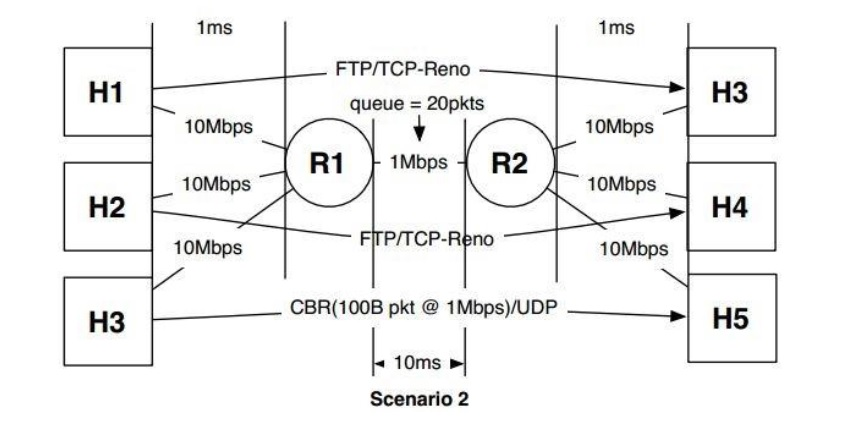 1ms
1ms
FTP/TCP-Reno
H1
H3
queue = 20pkts
10Mbps
10Mbps
R1
1Mbps
R2
10Mbps
10Mbps
H2
H4
FTP/TCP-Reno
10Mbps
10Mbps
CBR(100B pkt @ 1Mbps)/UDP
H3
H5
10ms
Scenario 2